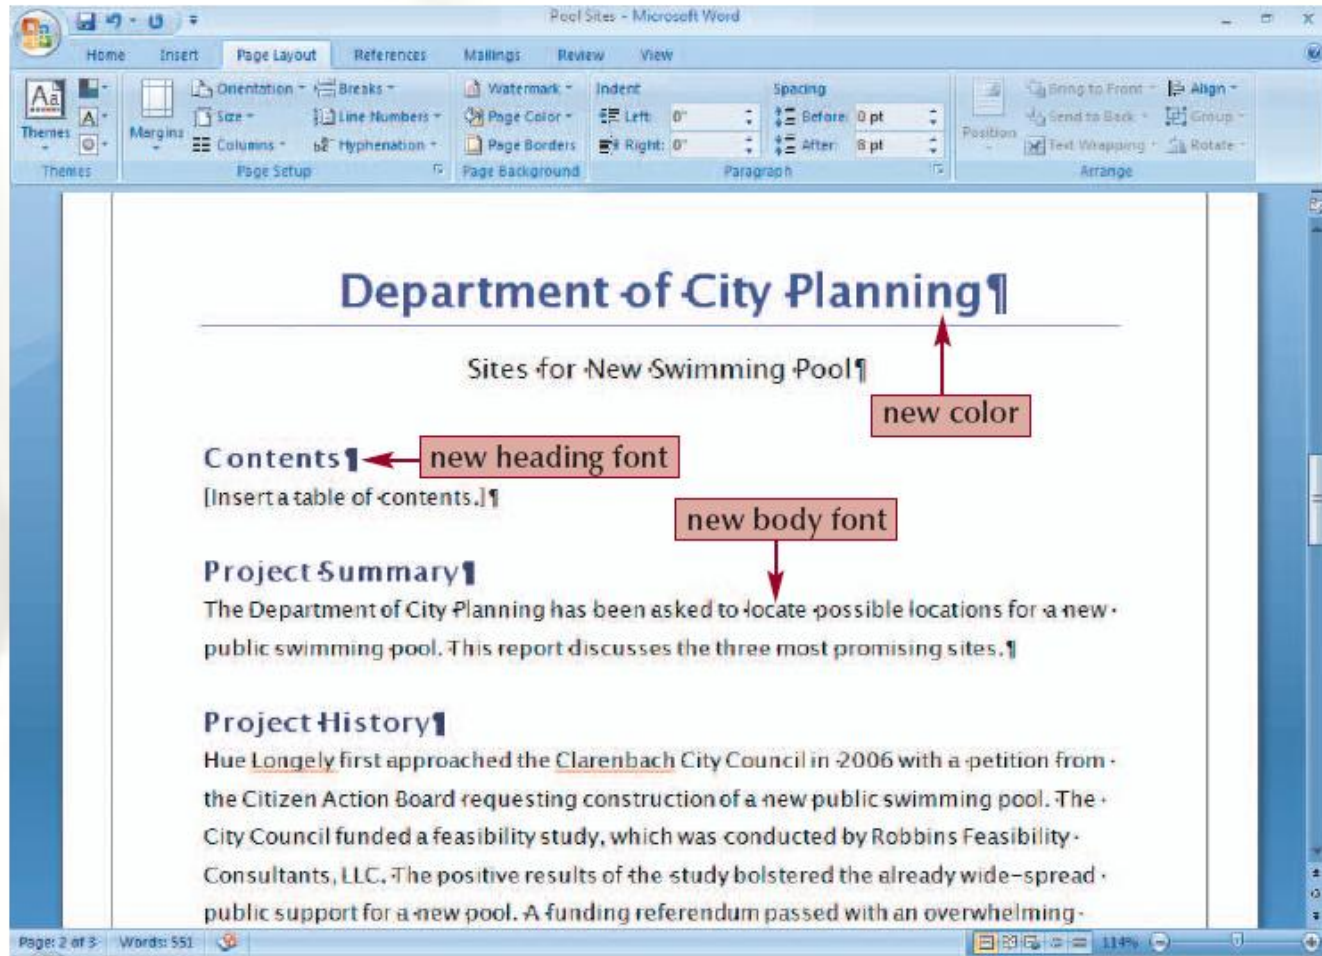 Pool Sites - Microsoft Word
Home Insert Page Layout References Mailings Review View
Orientation Breaks Watermark Indent Spacing Bring to Front Align
Size Line Numbers Page Color Left: 0" Before: 0 pt Send to Back Group
Themes Margins Columns Hyphenation Page Borders Right: 0" After: 8 pt Position Text Wrapping Rotate
Themes Page Setup Page Background Paragraph Arrange
Department of City Planning¶
Sites for New Swimming Pool¶
new color
Contents¶
new heading font
[Insert a table of contents.]¶
new body font
Project Summary¶
The Department of City Planning has been asked to locate possible locations for a new
public swimming pool. This report discusses the three most promising sites.¶
Project History¶
Hue Longely first approached the Clarenbach City Council in 2006 with a petition from
the Citizen Action Board requesting construction of a new public swimming pool. The
City Council funded a feasibility study, which was conducted by Robbins Feasibility
Consultants, LLC. The positive results of the study bolstered the already wide-spread
public support for a new pool. A funding referendum passed with an overwhelming
Page: 2 of 3 Words: 551 114%